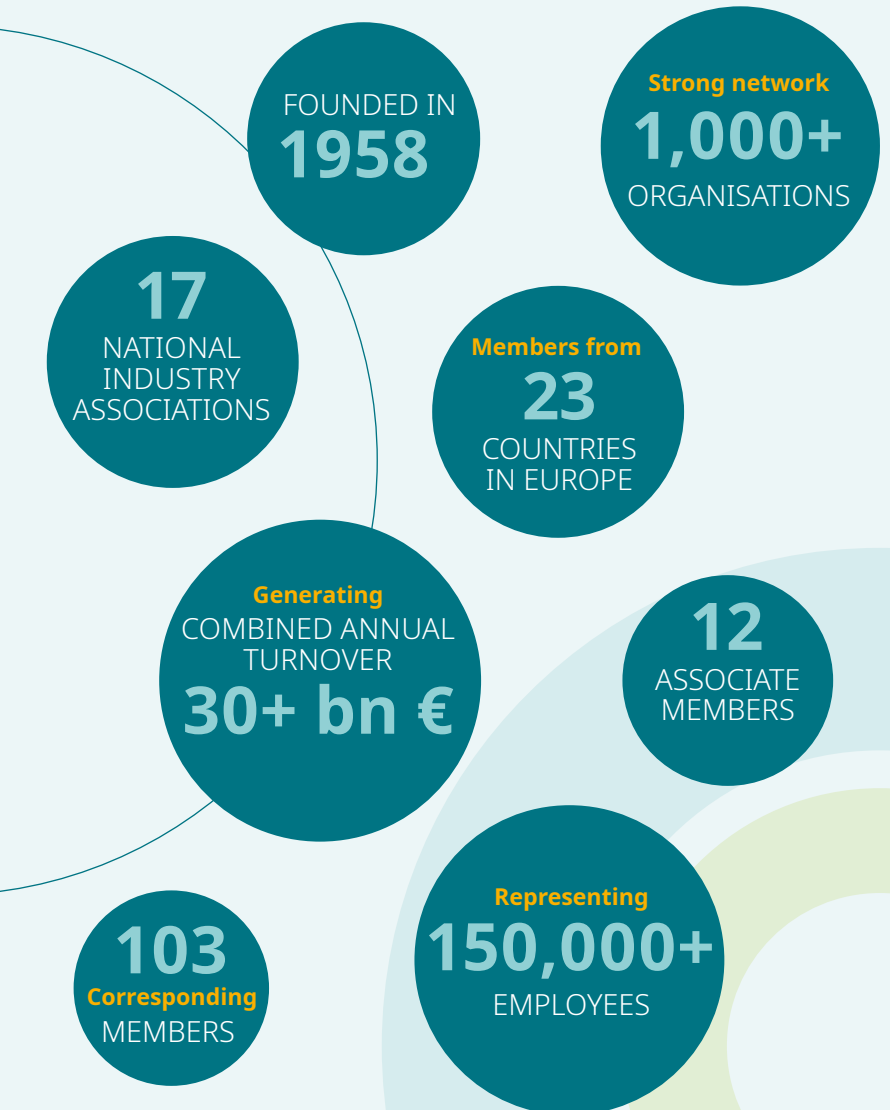 FOUNDED IN
1958
Strong network
1,000+
ORGANISATIONS
17
NATIONAL
INDUSTRY
ASSOCIATIONS
Members from
23
COUNTRIES
IN EUROPE
Generating
COMBINED ANNUAL
TURNOVER
30+ bn €
12
ASSOCIATE
MEMBERS
103
Corresponding
MEMBERS
Representing
150,000+
EMPLOYEES